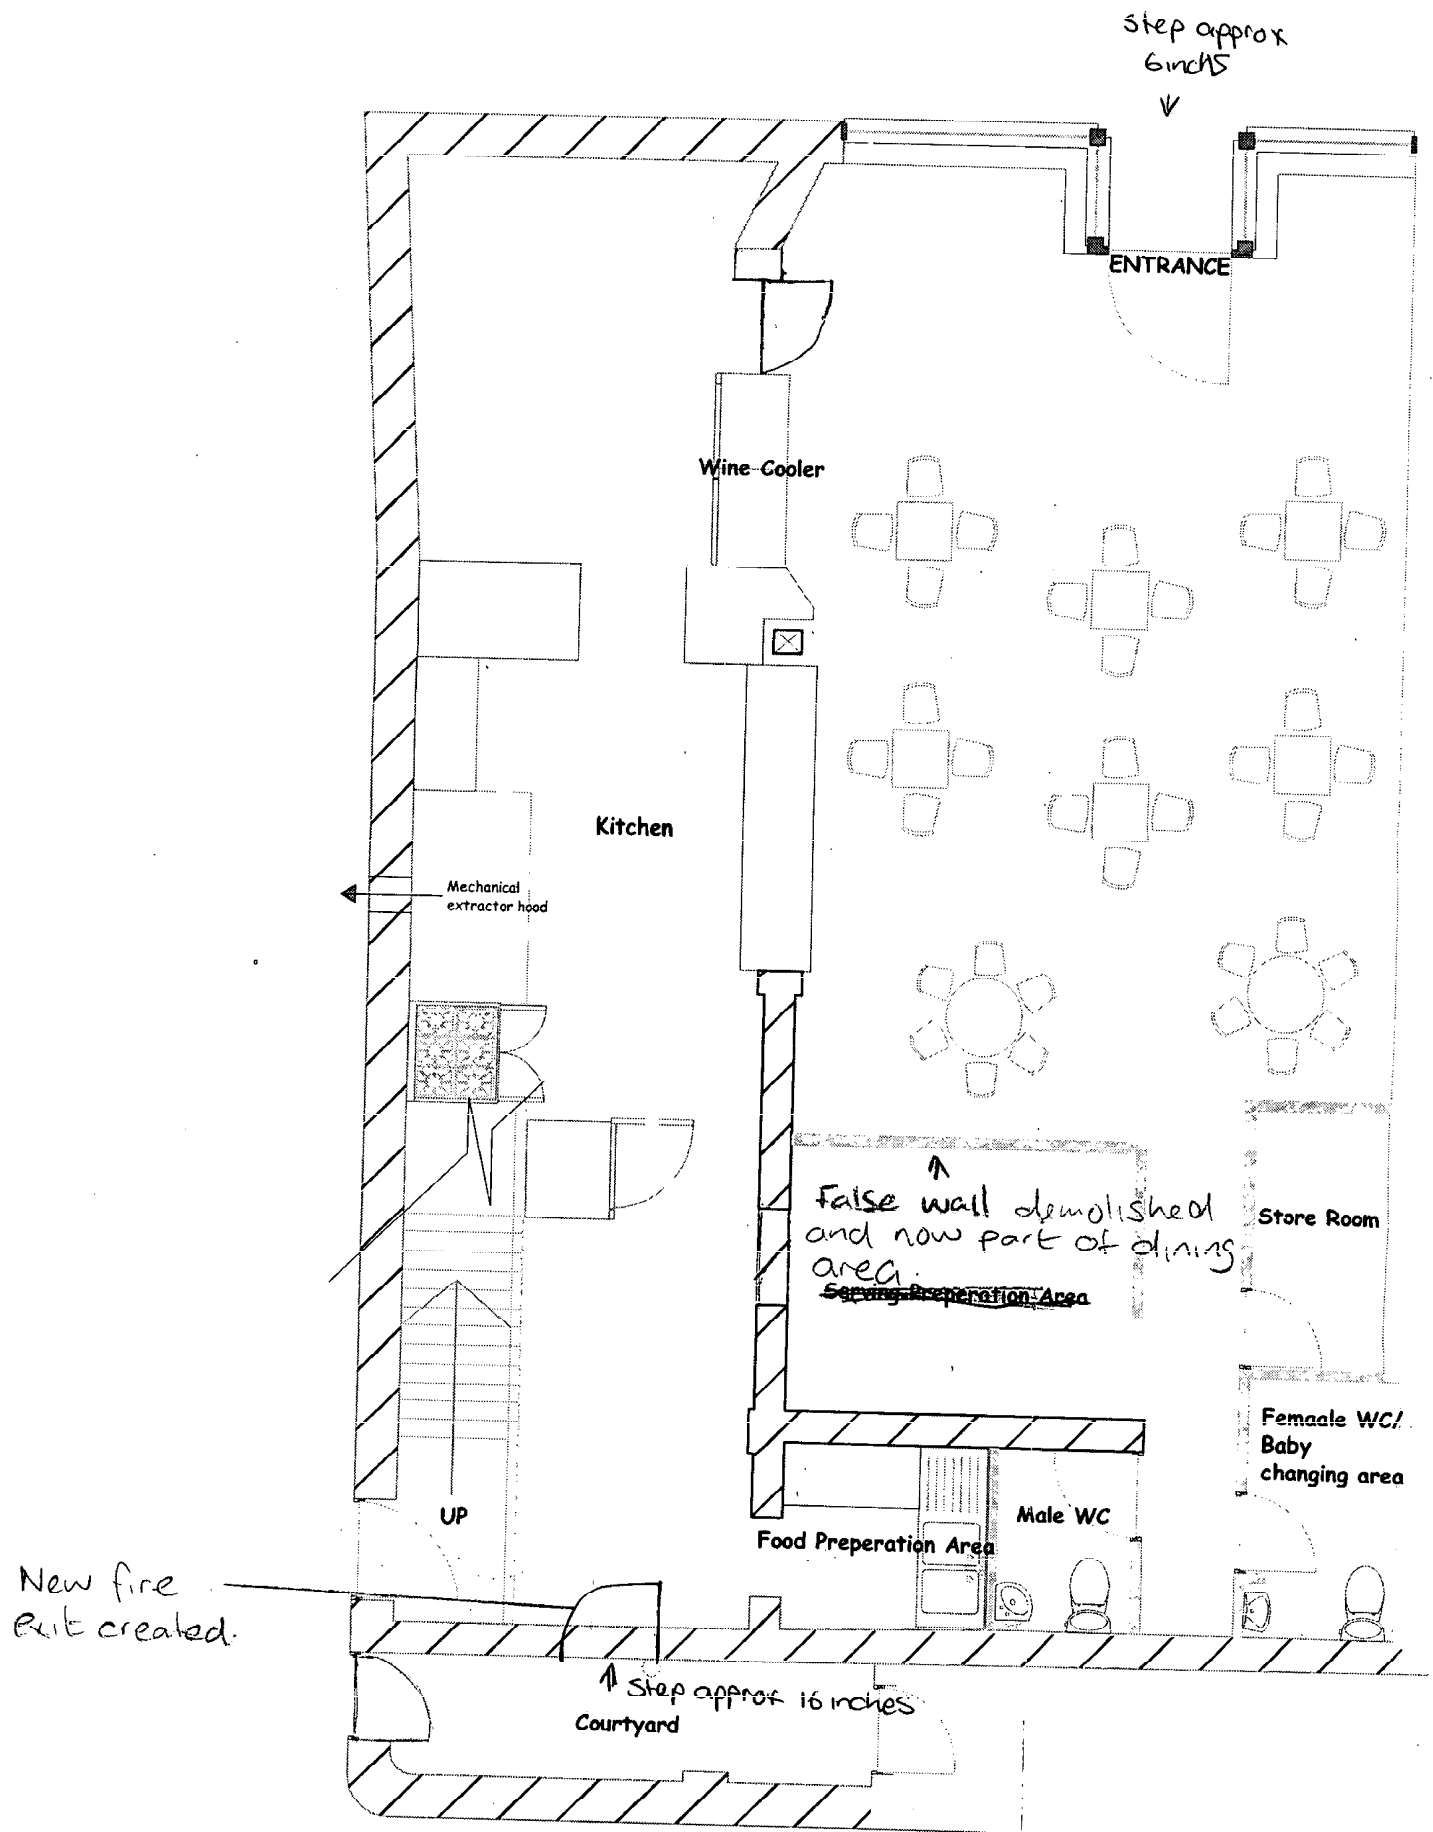 Step approx
6inchs
ENTRANCE
Wine Cooler
Kitchen
Mechanical
extractor hood
False wall demolished
and now part of dining
area.
Serving Preperation Area
Store Room
Femaale WC/
Baby
changing area
UP
Male WC
Food Preperation Area
New fire
exit created.
Step approx 16 inches
Courtyard